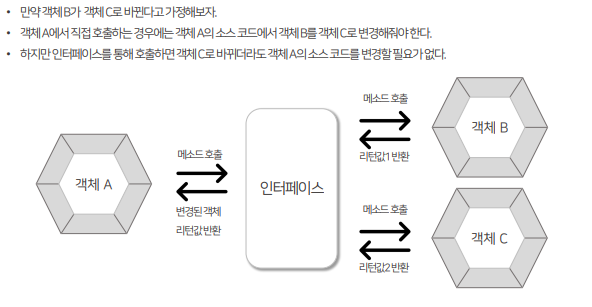 • 만약 객체 B가 객체 C로 바뀐다고 가정해보자.
• 객체 A에서 직접 호출하는 경우에는 객체 A의 소스 코드에서 객체 B를 객체 C로 변경해줘야 한다.
• 하지만 인터페이스를 통해 호출하면 객체 C로 바뀌더라도 객체 A의 소스 코드를 변경할 필요가 없다.
객체 A
메소드 호출
변경된 객체
리턴값 반환
인터페이스
메소드 호출
리턴값1 반환
객체 B
메소드 호출
리턴값2 반환
객체 C